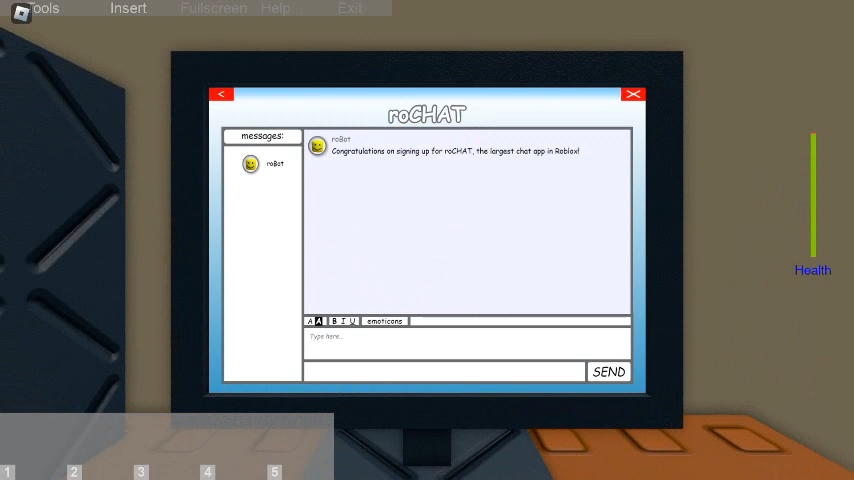 Tools Insert Fullscreen Help Exit
roCHAT
messages:
roBot
roBot
Congratulations on signing up for roCHAT, the largest chat app in Roblox!
A A B I U emoticons
Type here...
SEND
Health
1 2 3 4 5